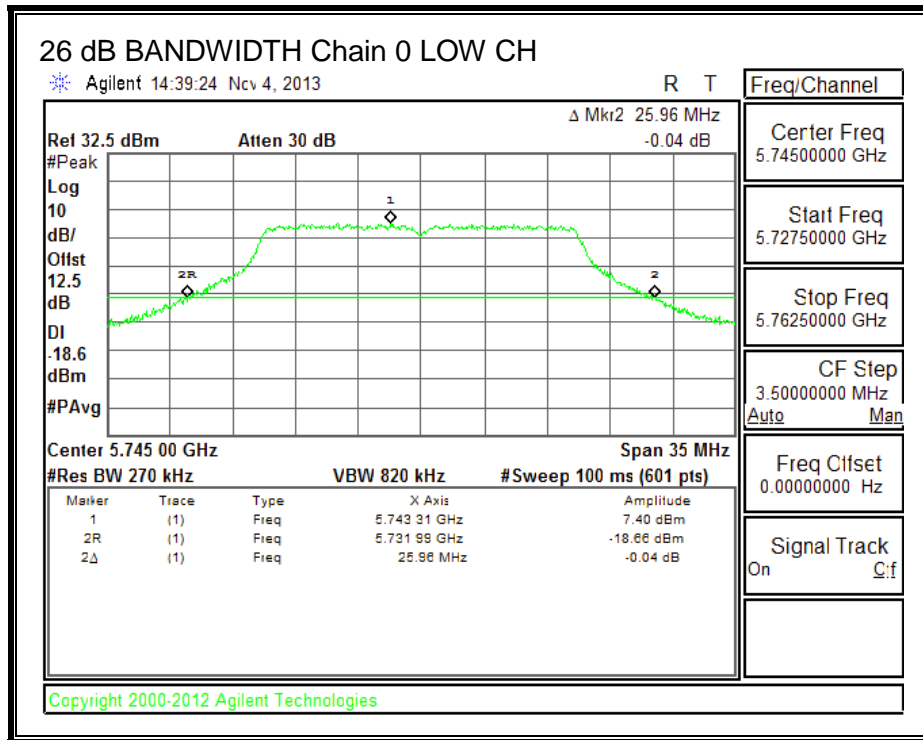 26 dB BANDWIDTH Chain 0 LOW CH
Agilent 14:39:24 Nov 4, 2013 R T
Freq/Channel
Δ Mkr2 25.96 MHz
Ref 32.5 dBm Atten 30 dB -0.04 dB
#Peak
Log
10
dB/
Offst
12.5
dB
DI
-18.6
dBm
#PAvg
1
2R
2
Center 5.745 00 GHz Span 35 MHz
#Res BW 270 kHz VBW 820 kHz #Sweep 100 ms (601 pts)
Marker Trace Type X Axis Amplitude
1 (1) Freq 5.743 31 GHz 7.40 dBm
2R (1) Freq 5.731 99 GHz -18.66 dBm
2Δ (1) Freq 25.96 MHz -0.04 dB
Center Freq
5.74500000 GHz
Start Freq
5.72750000 GHz
Stop Freq
5.76250000 GHz
CF Step
3.50000000 MHz
Auto Man
Freq Offset
0.00000000 Hz
Signal Track
On Off
Copyright 2000-2012 Agilent Technologies